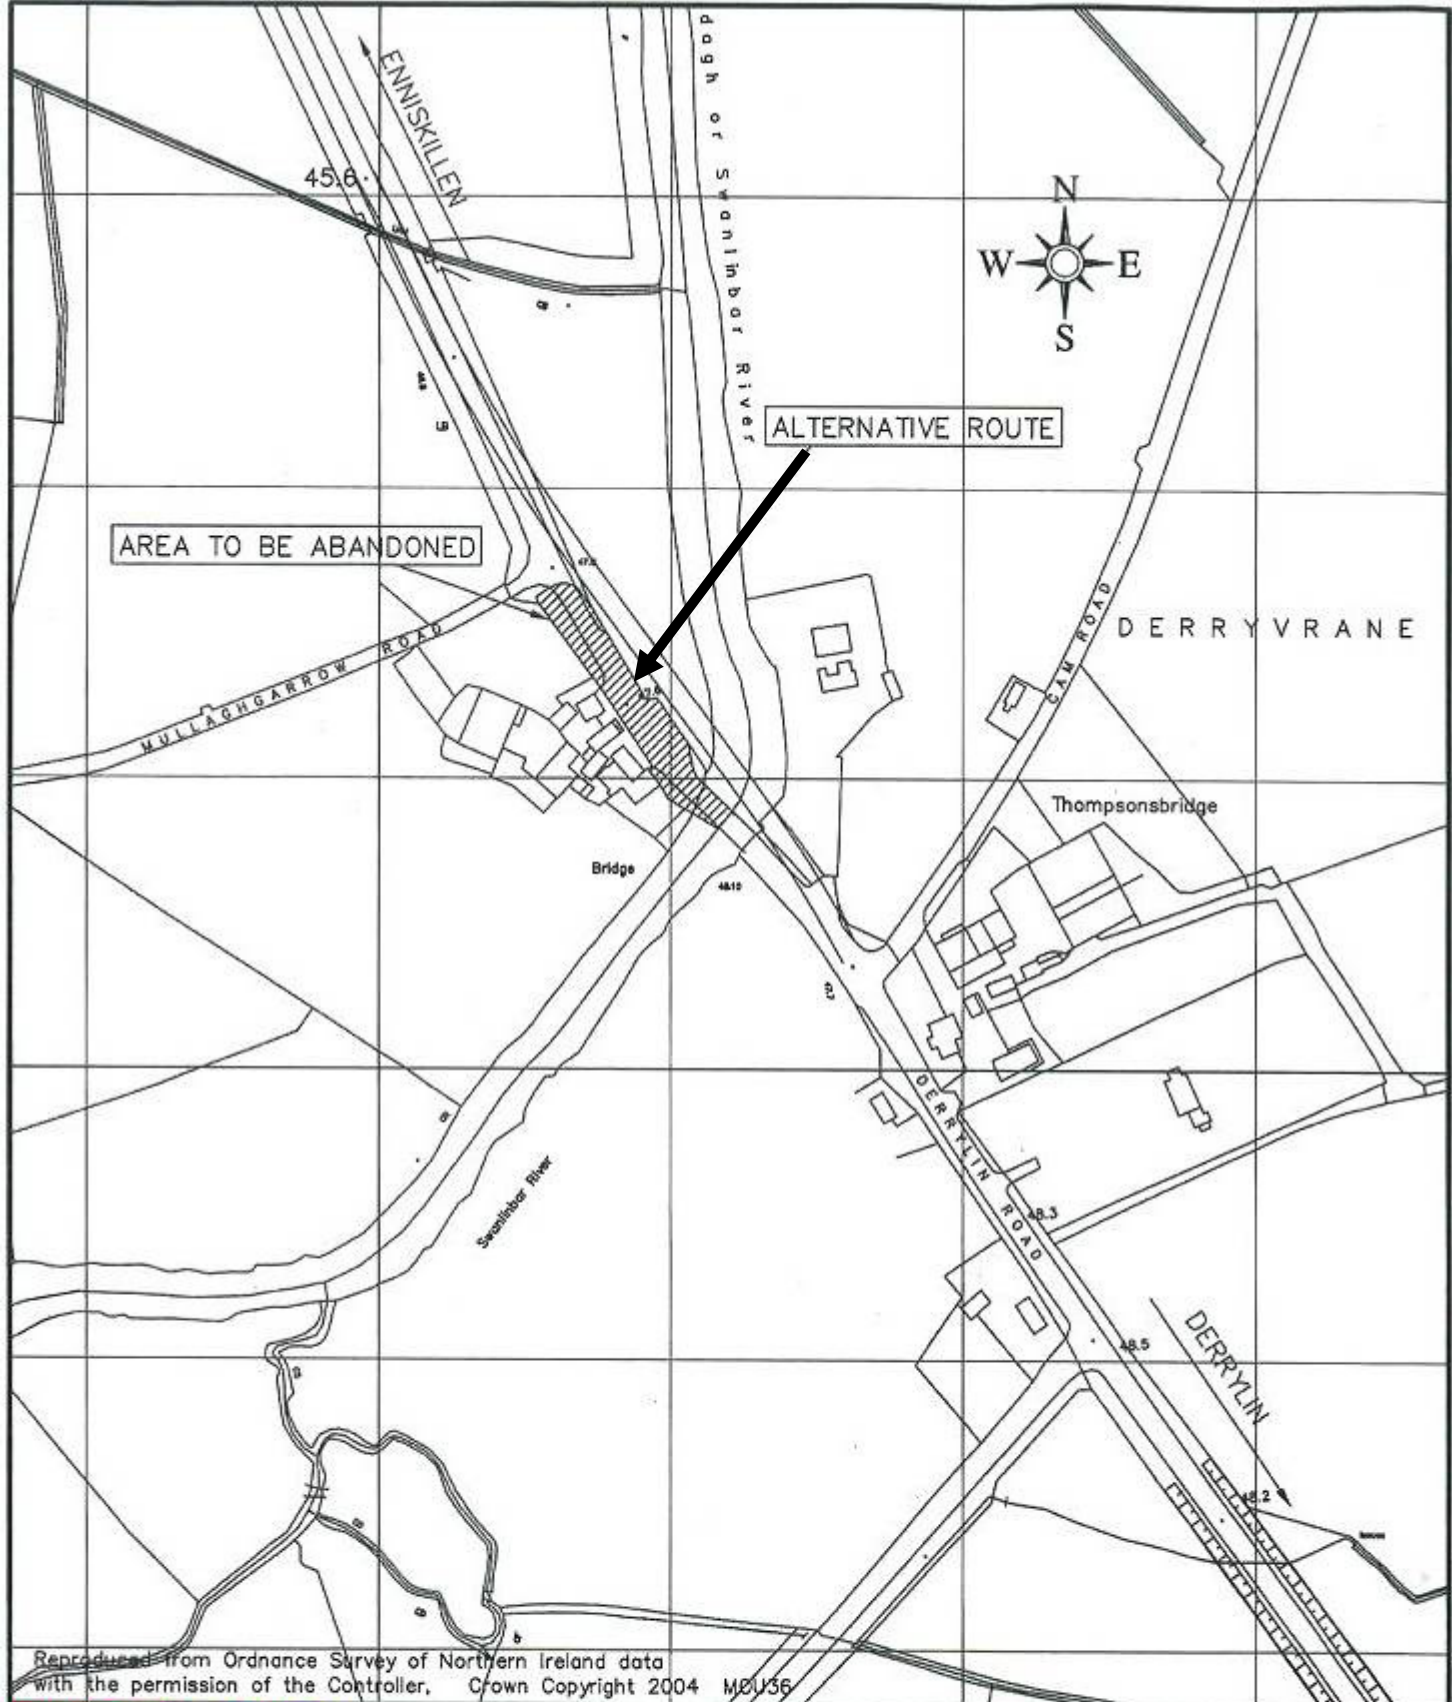 ENNISKILLEN
45.6
dagh or Swanlinbar River
N
W E
S
ALTERNATIVE ROUTE
AREA TO BE ABANDONED
MULLAGHGARROW ROAD
CAM ROAD
DERRYVRANE
Thompsonsbridge
Bridge
DERRYLIN ROAD
Swanlinbar River
48.3
48.5
DERRYLIN
48.2
Reproduced from Ordnance Survey of Northern Ireland data
with the permission of the Controller, Crown Copyright 2004 MOU36